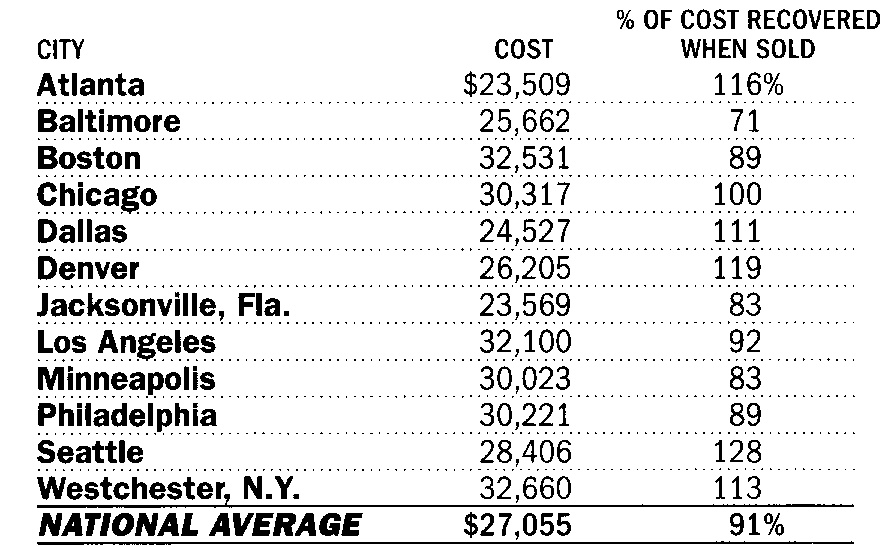 % OF COST RECOVERED
CITY COST WHEN SOLD
Atlanta $23,509 116%
Baltimore 25,662 71
Boston 32,531 89
Chicago 30,317 100
Dallas 24,527 111
Denver 26,205 119
Jacksonville, Fla. 23,569 83
Los Angeles 32,100 92
Minneapolis 30,023 83
Philadelphia 30,221 89
Seattle 28,406 128
Westchester, N.Y. 32,660 113
NATIONAL AVERAGE $27,055 91%